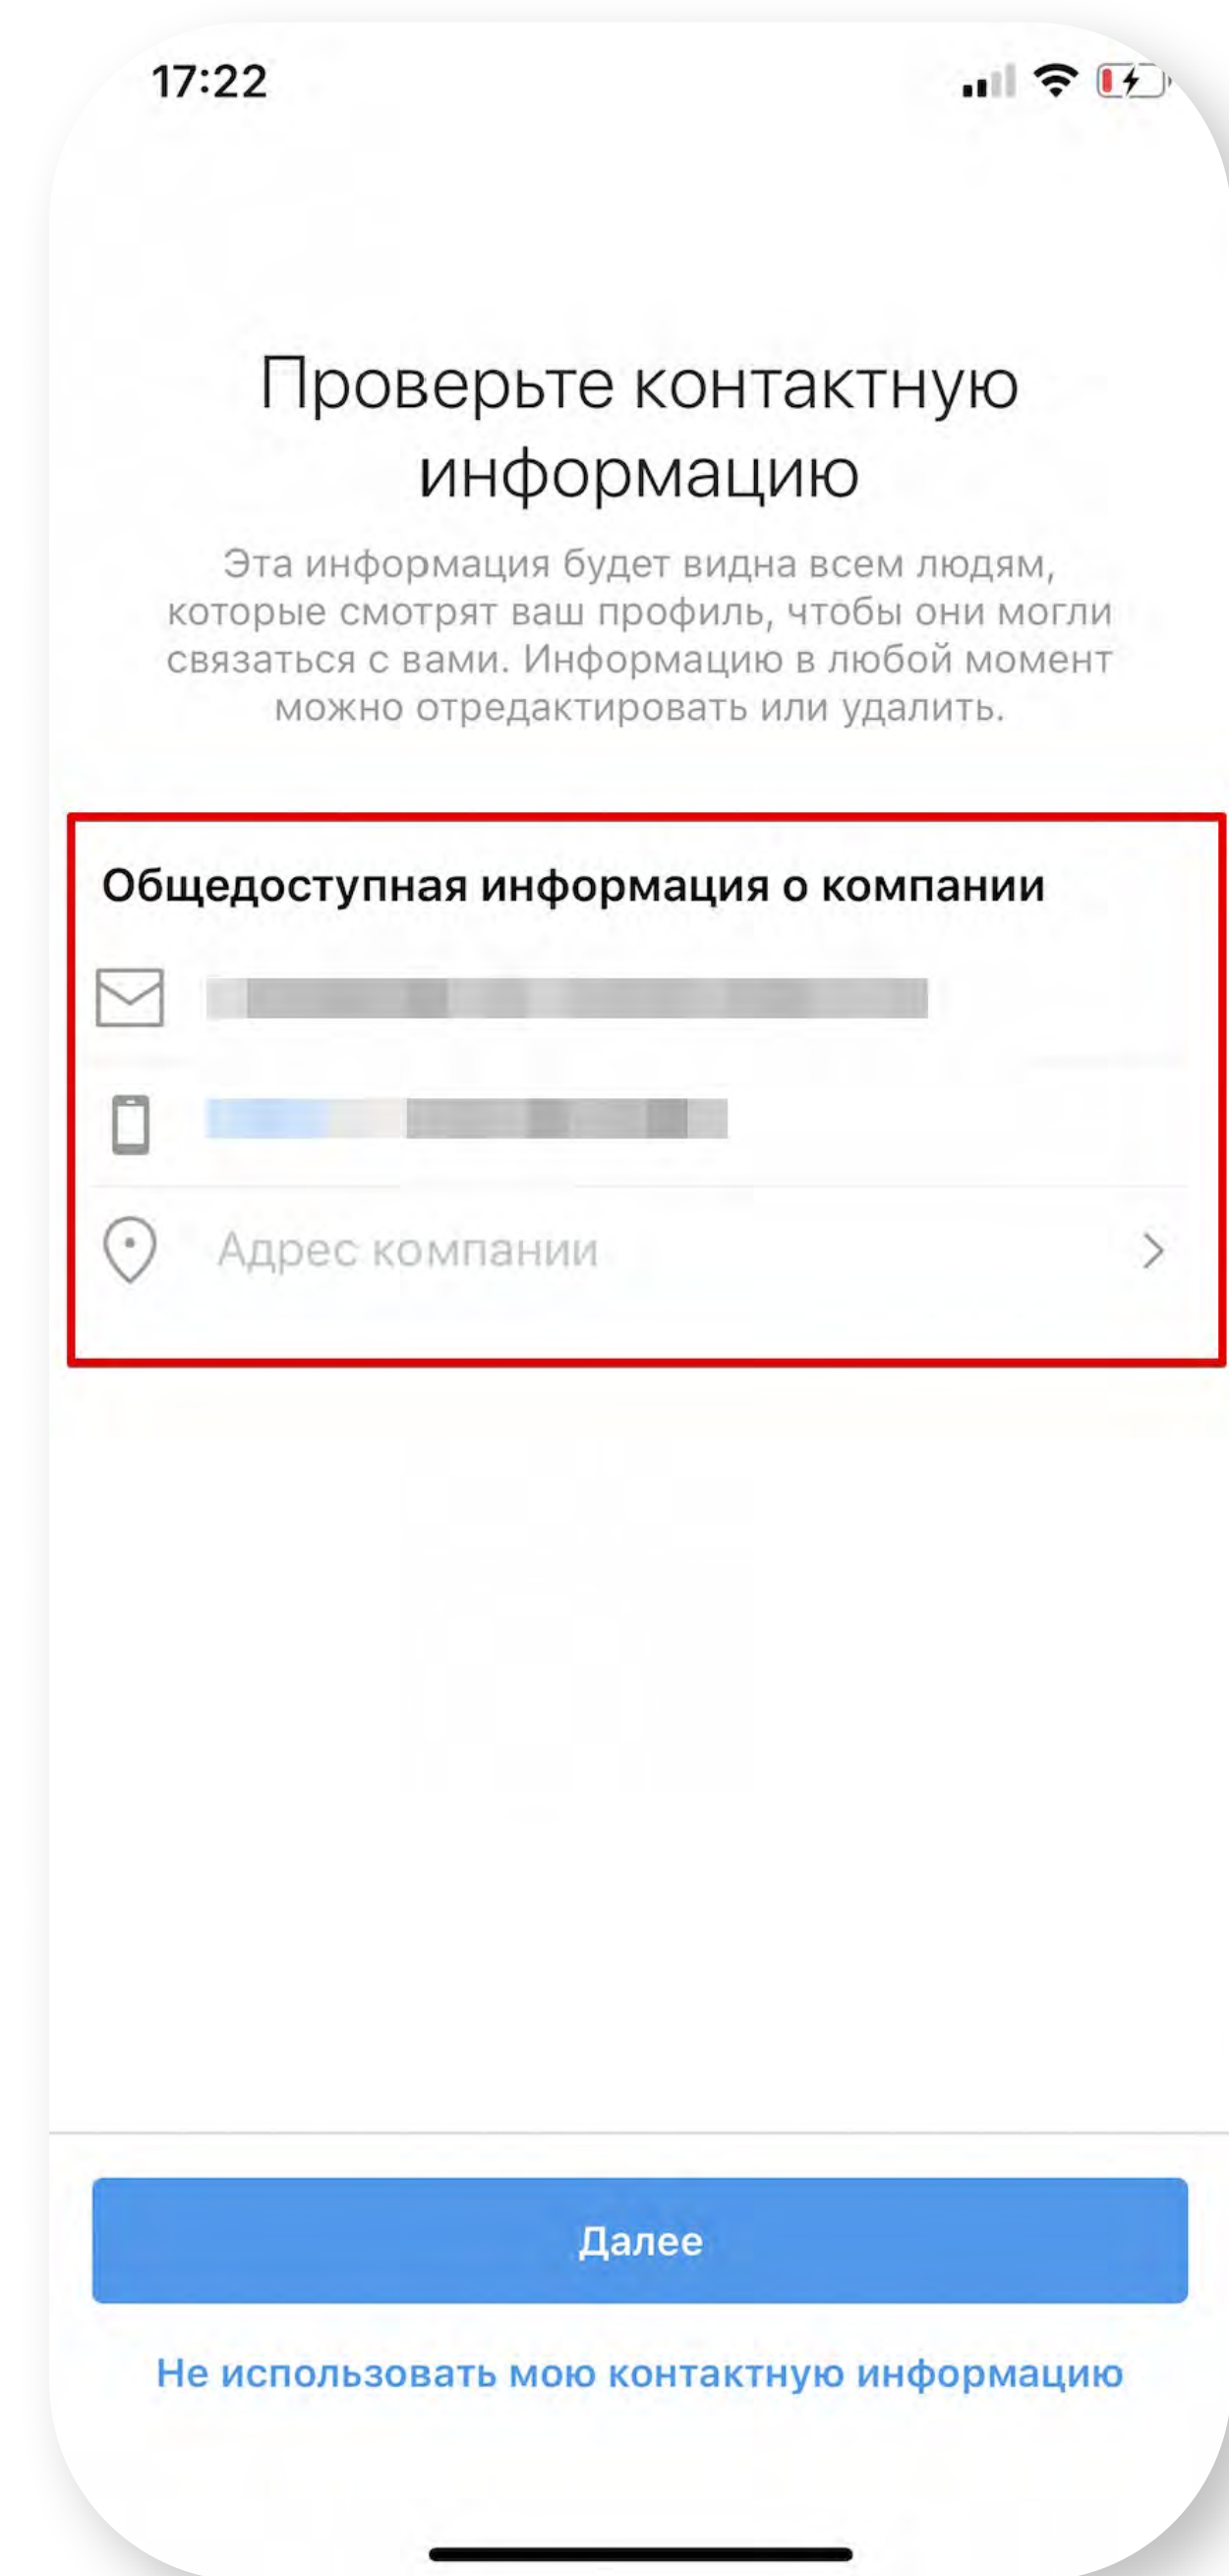 17:22
Проверьте контактную
информацию
Эта информация будет видна всем людям,
которые смотрят ваш профиль, чтобы они могли
связаться с вами. Информацию в любой момент
можно отредактировать или удалить.
Общедоступная информация о компании
Адрес компании
Далее
Не использовать мою контактную информацию